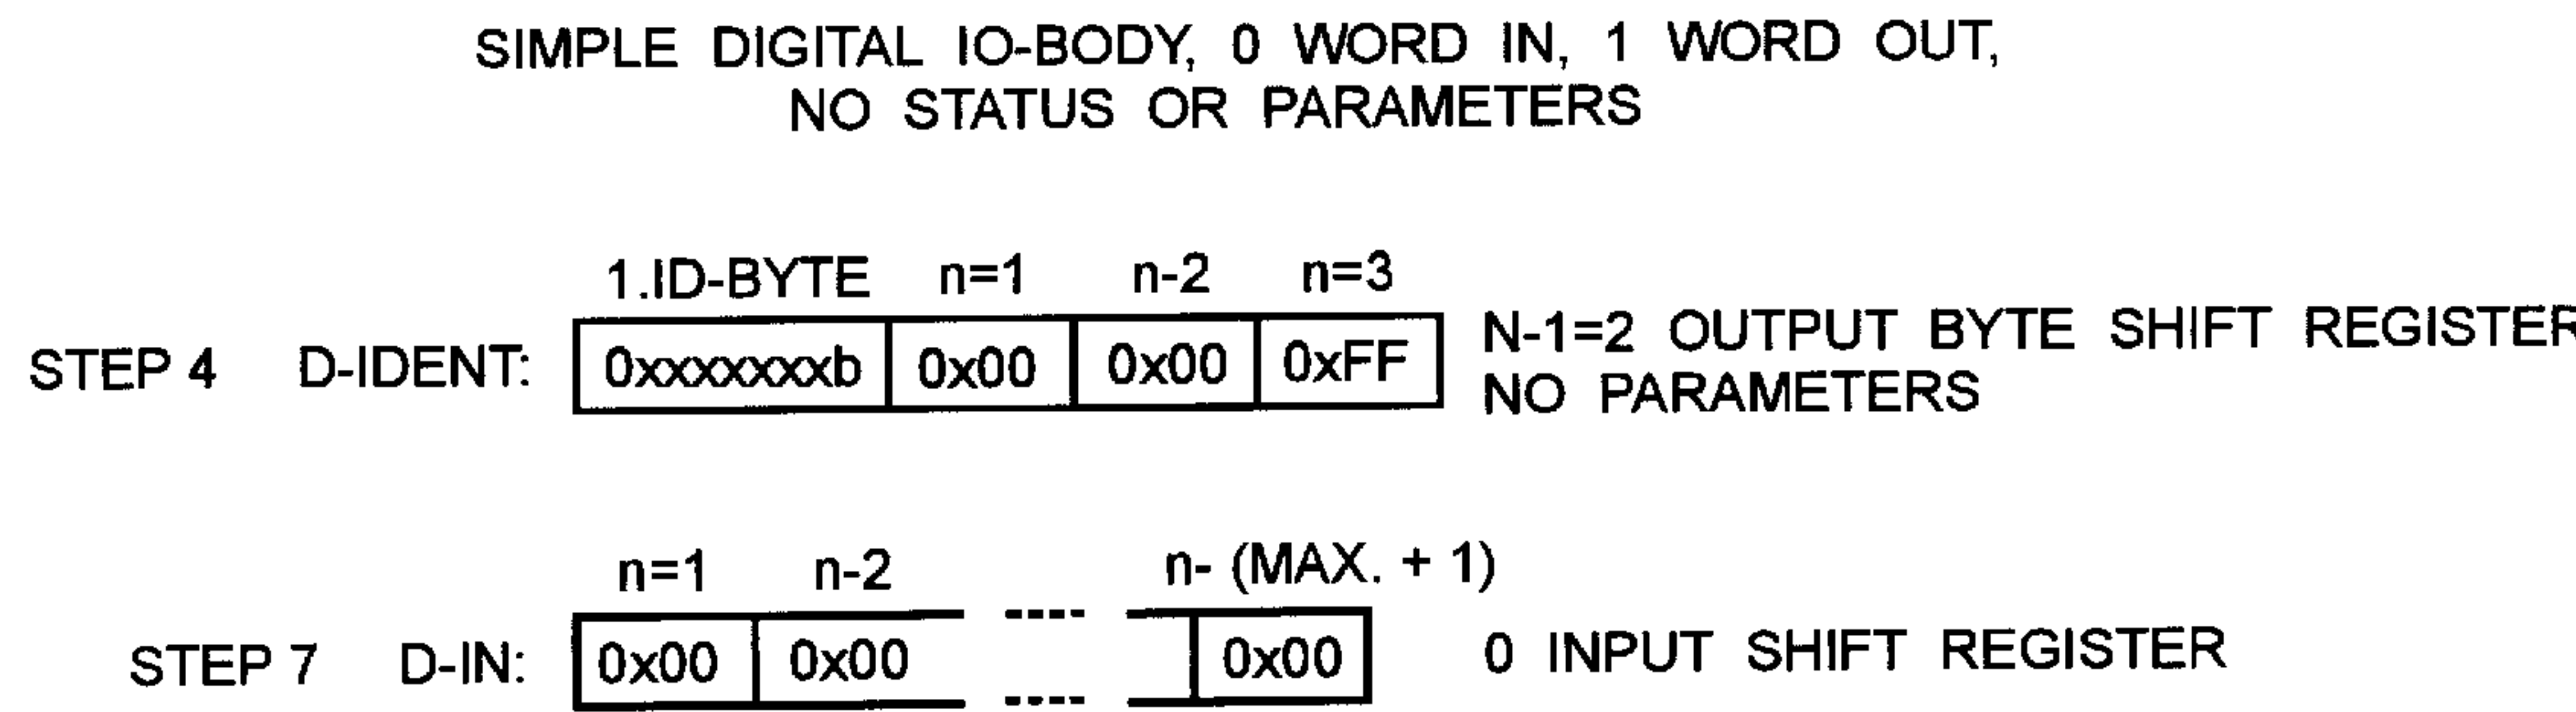 SIMPLE DIGITAL IO-BODY, 0 WORD IN, 1 WORD OUT,
NO STATUS OR PARAMETERS
1.ID-BYTE n=1 n-2 n=3
STEP 4 D-IDENT: 0xxxxxxxb 0x00 0x00 0xFF N-1=2 OUTPUT BYTE SHIFT REGISTER
NO PARAMETERS
n=1 n-2 n- (MAX. + 1)
STEP 7 D-IN: 0x00 0x00 ---- 0x00 0 INPUT SHIFT REGISTER